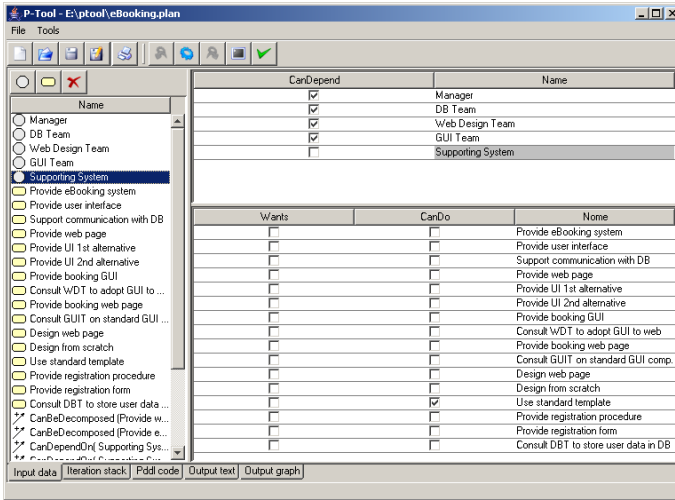 P-Tool - E:\ptool\eBooking.plan
File Tools
Name
Manager
DB Team
Web Design Team
GUI Team
Supporting System
Provide eBooking system
Provide user interface
Support communication with DB
Provide web page
Provide UI 1st alternative
Provide UI 2nd alternative
Provide booking GUI
Consult WDT to adopt GUI to ...
Provide booking web page
Consult GUIT on standard GUI ...
Design web page
Design from scratch
Use standard template
Provide registration procedure
Provide registration form
Consult DBT to store user data ...
CanBeDecomposed (Provide w...
CanBeDecomposed (Provide e...
CanDependOn( Supporting Sys...
CanDepend Name
Manager
DB Team
Web Design Team
GUI Team
Supporting System
Wants CanDo Nome
Provide eBooking system
Provide user interface
Support communication with DB
Provide web page
Provide UI 1st alternative
Provide UI 2nd alternative
Provide booking GUI
Consult WDT to adopt GUI to web
Provide booking web page
Consult GUIT on standard GUI comp.
Design web page
Design from scratch
Use standard template
Provide registration procedure
Provide registration form
Consult DBT to store user data in DB
Input data Iteration stack Pddl code Output text Output graph